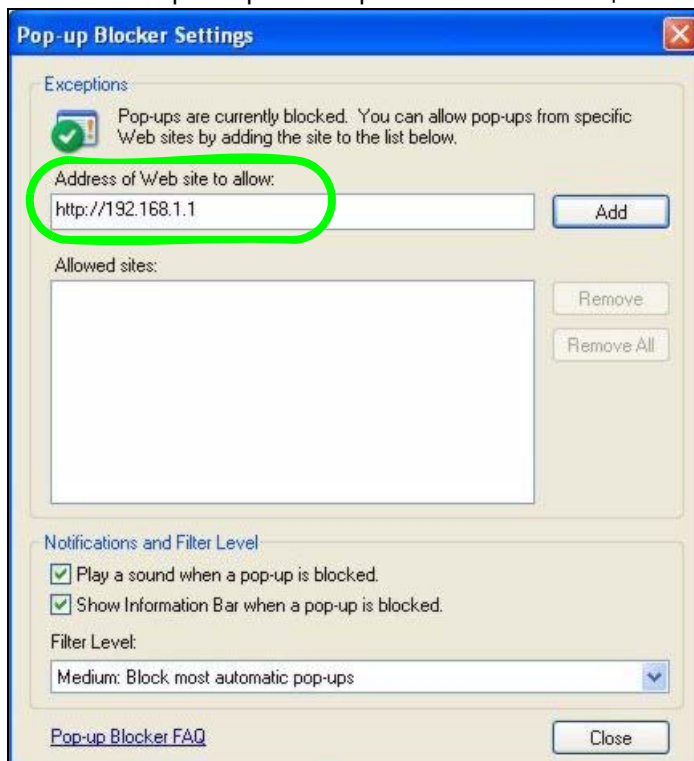 Pop-up Blocker Settings
Exceptions
Pop-ups are currently blocked. You can allow pop-ups from specific
Web sites by adding the site to the list below.
Address of Web site to allow:
http://192.168.1.1
Add
Allowed sites:
Remove
Remove All
Notifications and Filter Level
Play a sound when a pop-up is blocked.
Show Information Bar when a pop-up is blocked.
Filter Level:
Medium: Block most automatic pop-ups
Pop-up Blocker FAQ
Close